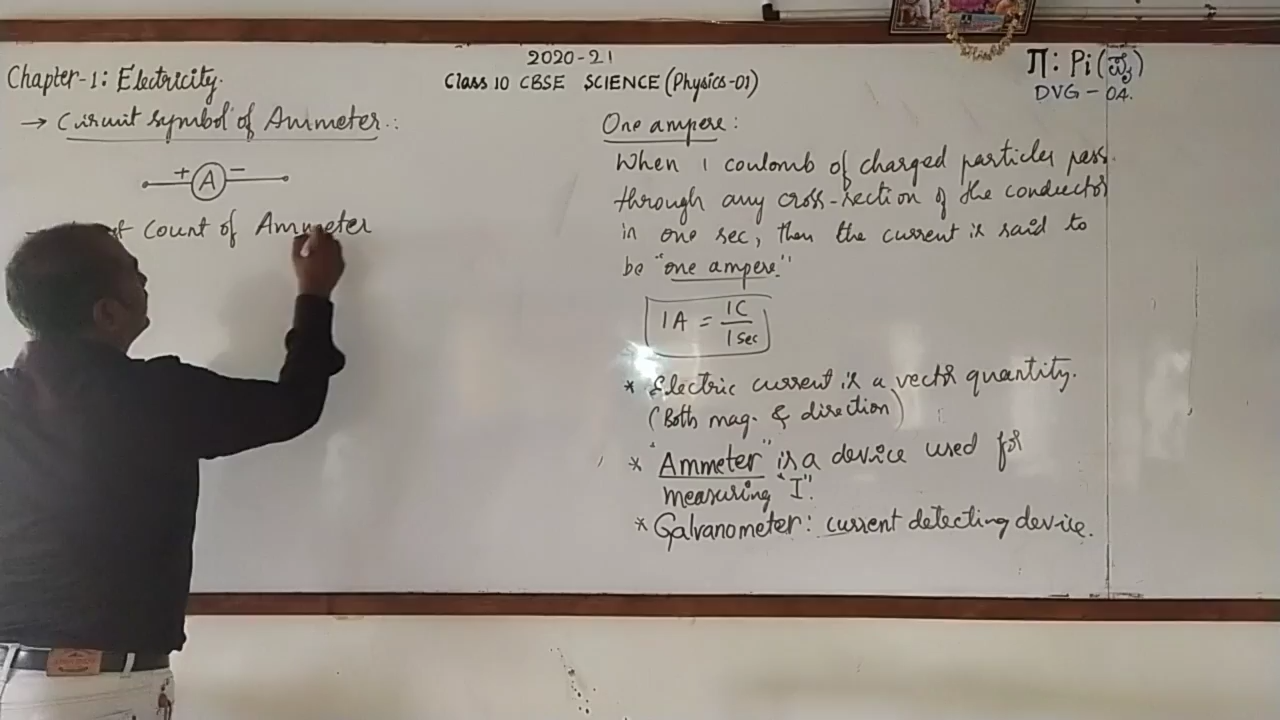 2020-21
Class 10 CBSE SCIENCE (Physics-01)
∏: Pi(
DVG - 04.
Chapter-1: Electricity.
→ Circuit symbol of Ammeter:
+ A -
Count of Ammeter
One ampere:
When 1 coulomb of charged particles pass
through any cross-section of the conductor
in one sec, then the current is said to
be "one ampere."
1A = 1C
1 sec
* Electric current is a vector quantity.
(Both mag. & direction)
* "Ammeter" is a device used for
measuring "I".
* Galvanometer: current detecting device.